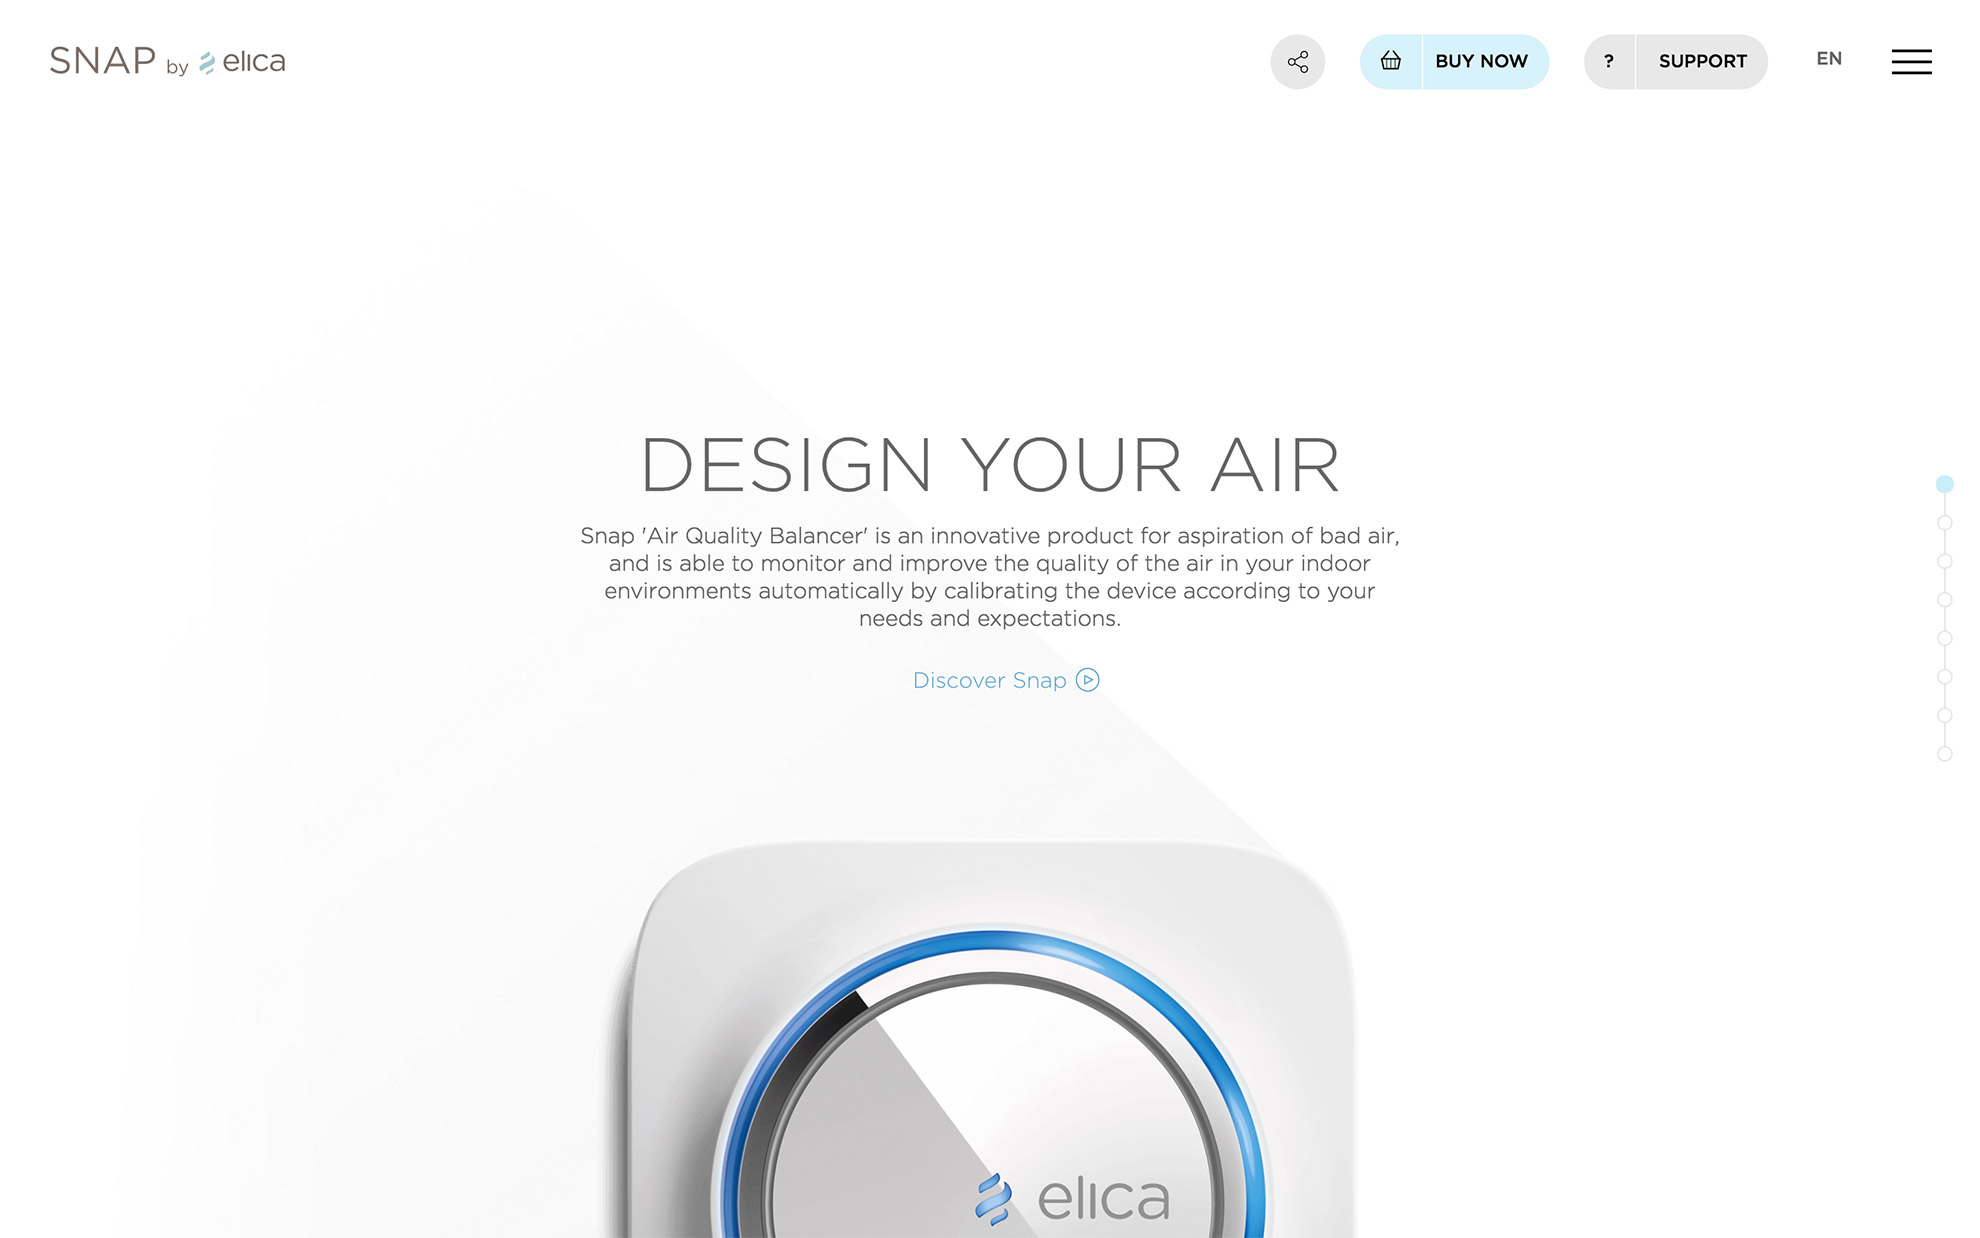 SNAP by elica
BUY NOW
? SUPPORT
EN
DESIGN YOUR AIR
Snap 'Air Quality Balancer' is an innovative product for aspiration of bad air,
and is able to monitor and improve the quality of the air in your indoor
environments automatically by calibrating the device according to your
needs and expectations.
Discover Snap
elica